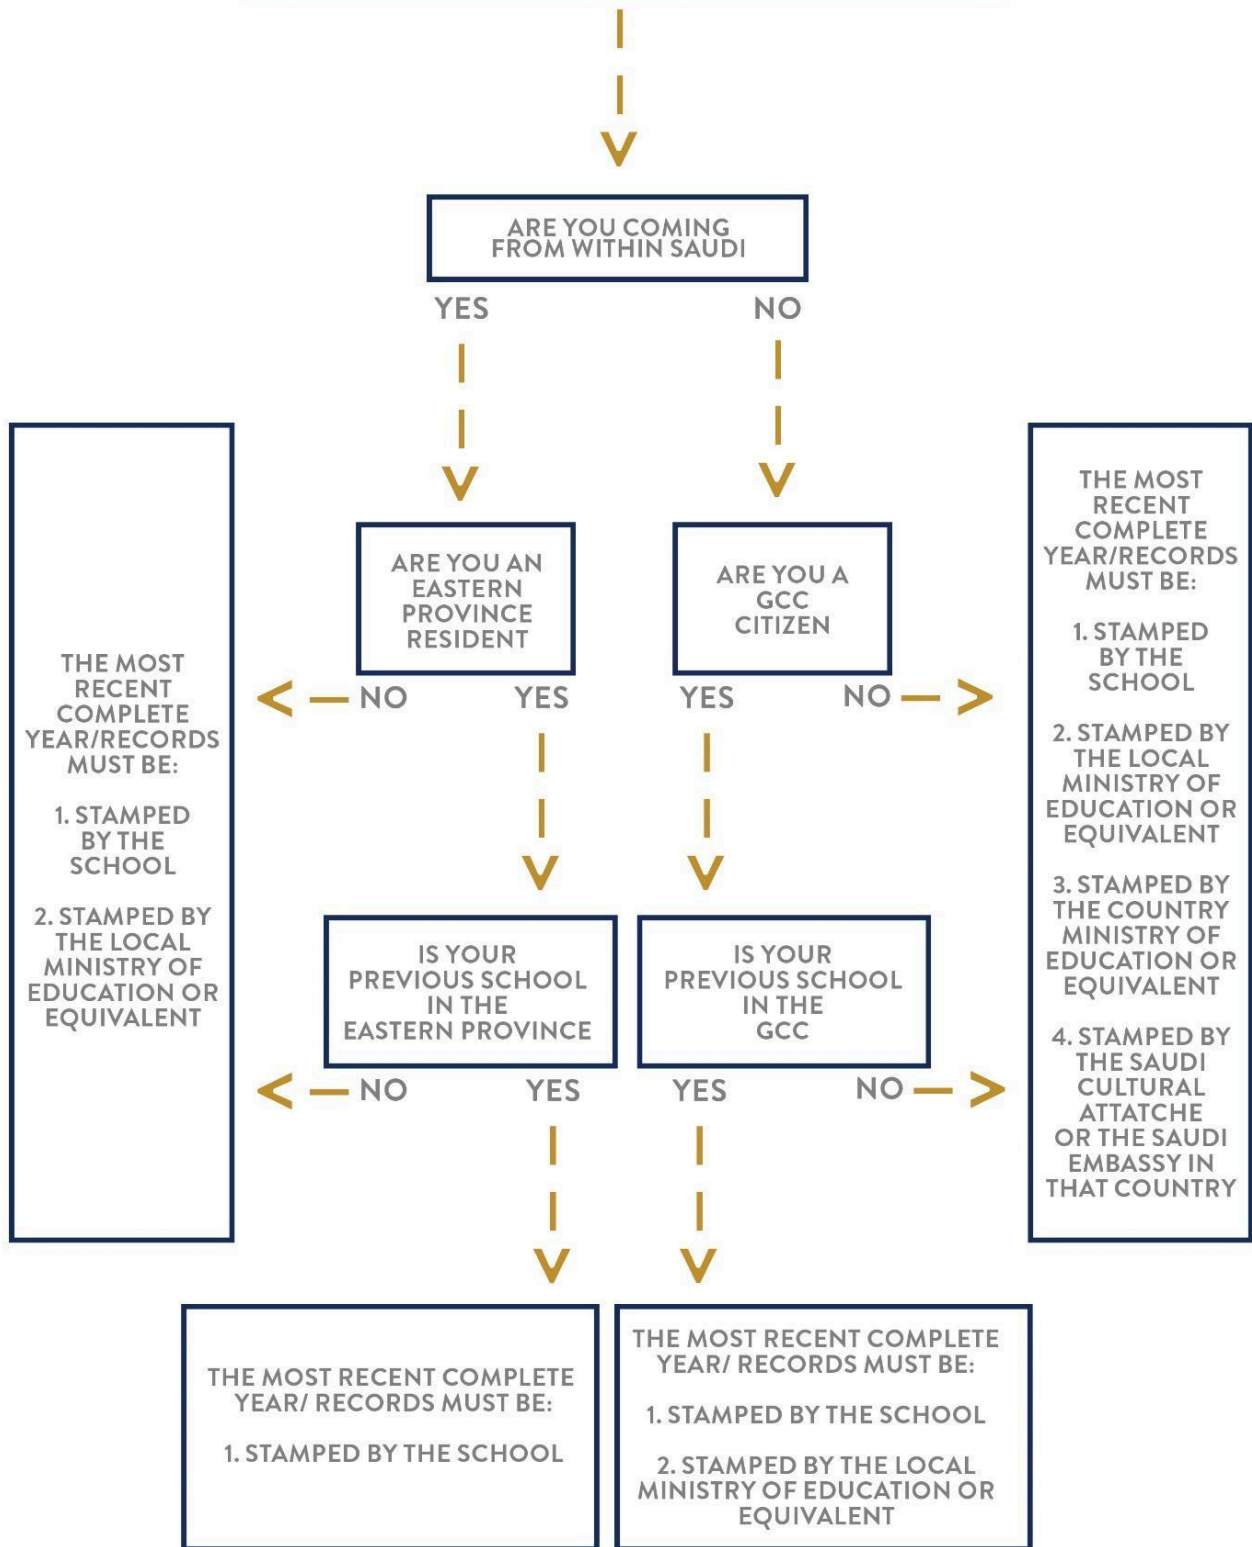 ARE YOU COMING
FROM WITHIN SAUDI
YES
NO
ARE YOU AN
EASTERN
PROVINCE
RESIDENT
NO
YES
ARE YOU A
GCC
CITIZEN
YES
NO
THE MOST
RECENT
COMPLETE
YEAR/RECORDS
MUST BE:
1. STAMPED
BY THE
SCHOOL
2. STAMPED BY
THE LOCAL
MINISTRY OF
EDUCATION OR
EQUIVALENT
THE MOST
RECENT
COMPLETE
YEAR/RECORDS
MUST BE:
1. STAMPED
BY THE
SCHOOL
2. STAMPED BY
THE LOCAL
MINISTRY OF
EDUCATION OR
EQUIVALENT
3. STAMPED BY
THE COUNTRY
MINISTRY OF
EDUCATION OR
EQUIVALENT
4. STAMPED BY
THE SAUDI
CULTURAL
ATTATCHE
OR THE SAUDI
EMBASSY IN
THAT COUNTRY
IS YOUR
PREVIOUS SCHOOL
IN THE
EASTERN PROVINCE
NO
YES
IS YOUR
PREVIOUS SCHOOL
IN THE
GCC
YES
NO
THE MOST RECENT COMPLETE
YEAR/ RECORDS MUST BE:
1. STAMPED BY THE SCHOOL
THE MOST RECENT COMPLETE
YEAR/ RECORDS MUST BE:
1. STAMPED BY THE SCHOOL
2. STAMPED BY THE LOCAL
MINISTRY OF EDUCATION OR
EQUIVALENT